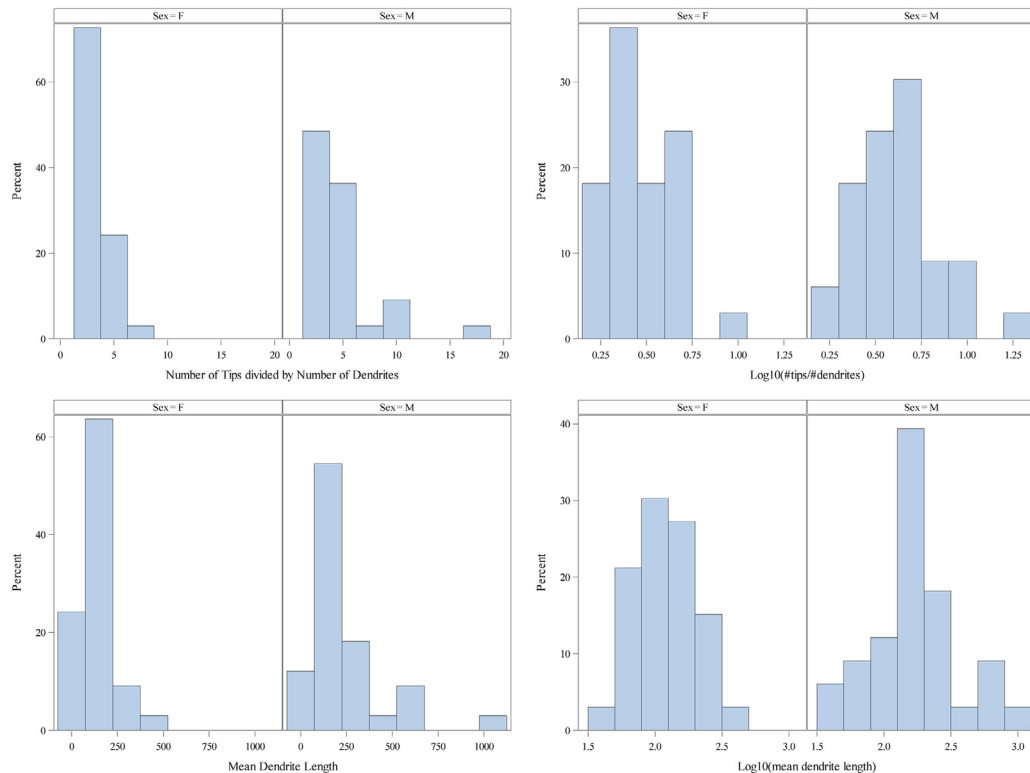 Sex = F Sex = M
Percent
60
40
20
0
0 5 10 15 20 0 5 10 15 20
Number of Tips divided by Number of Dendrites
Sex = F Sex = M
Percent
30
20
10
0
0.25 0.50 0.75 1.00 1.25 0.25 0.50 0.75 1.00 1.25
Log10(#tips/#dendrites)
Sex = F Sex = M
Percent
60
40
20
0
0 250 500 750 1000 0 250 500 750 1000
Mean Dendrite Length
Sex = F Sex = M
Percent
40
30
20
10
0
1.5 2.0 2.5 3.0 1.5 2.0 2.5 3.0
Log10(mean dendrite length)